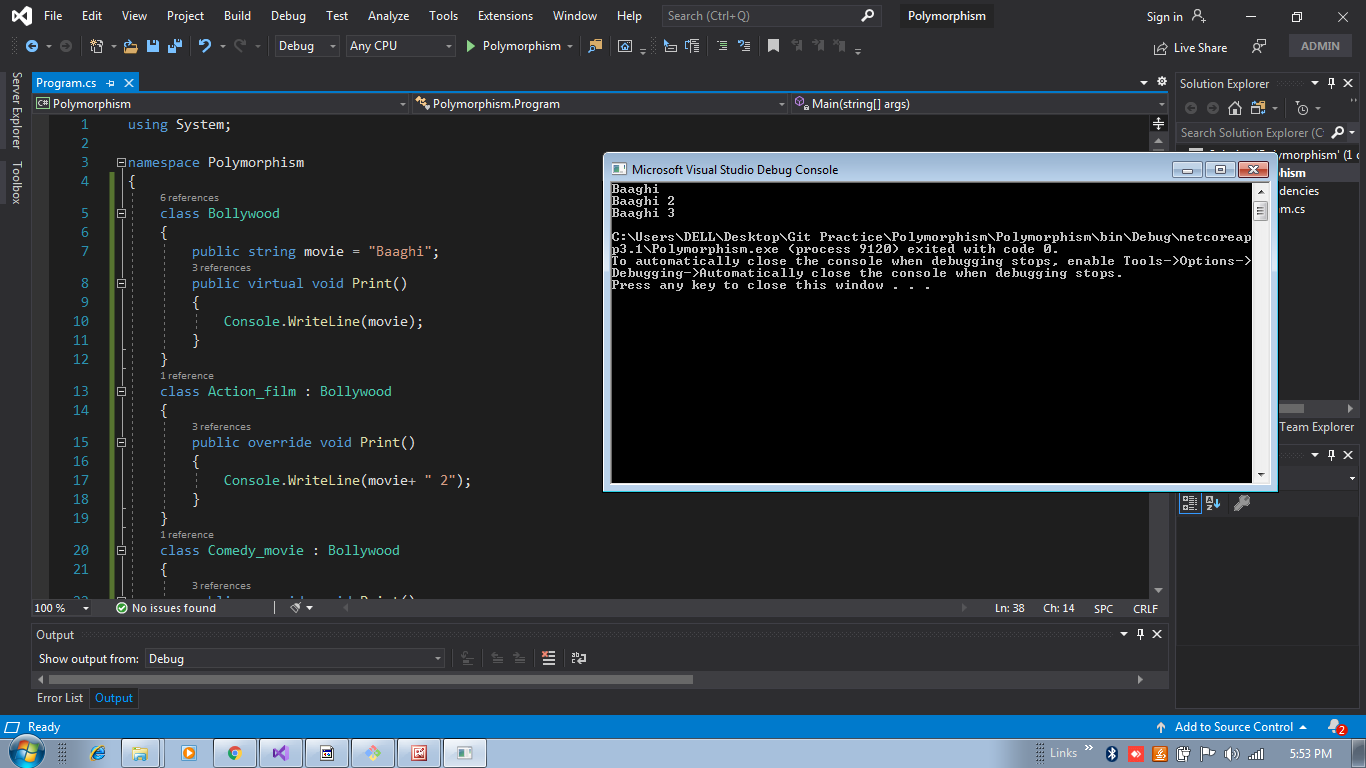 File Edit View Project Build Debug Test Analyze Tools Extensions Window Help Search (Ctrl+Q) Polymorphism Sign in
Debug Any CPU Polymorphism Live Share ADMIN
Server Explorer
Toolbox
Program.cs
Polymorphism Polymorphism.Program Main(string[] args)
1 using System;
2
3 namespace Polymorphism
4 {
6 references
5 class Bollywood
6 {
7 public string movie = "Baaghi";
3 references
8 public virtual void Print()
9 {
10 Console.WriteLine(movie);
11 }
12 }
1 reference
13 class Action_film : Bollywood
14 {
3 references
15 public override void Print()
16 {
17 Console.WriteLine(movie+ " 2");
18 }
19 }
1 reference
20 class Comedy_movie : Bollywood
21 {
3 references
100 % No issues found Ln: 38 Ch: 14 SPC CRLF
Microsoft Visual Studio Debug Console
Baaghi
Baaghi 2
Baaghi 3
C:\Users\DELL\Desktop\Git Practice\Polymorphism\Polymorphism\bin\Debug\netcoreap
p3.1\Polymorphism.exe (process 9120) exited with code 0.
To automatically close the console when debugging stops, enable Tools->Options->
Debugging->Automatically close the console when debugging stops.
Press any key to close this window . . .
Solution Explorer
Search Solution Explorer (C
ymorphism' (1
phism
dencies
m.cs
Team Explorer
Output
Show output from: Debug
Error List Output
Ready Add to Source Control 2
Links » 5:53 PM